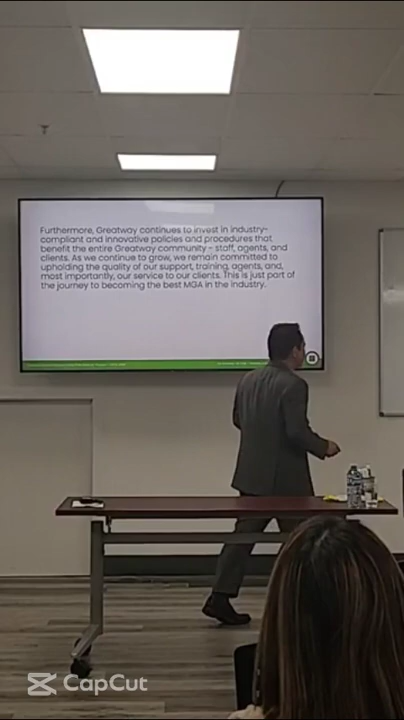 Furthermore, Greatway continues to invest in industry-
compliant and innovative policies and procedures that
benefit the entire Greatway community - staff, agents, and
clients. As we continue to grow, we remain committed to
upholding the quality of our support, training, agents, and,
most importantly, our service to our clients. This is just part of
the journey to becoming the best MGA in the industry.
CapCut